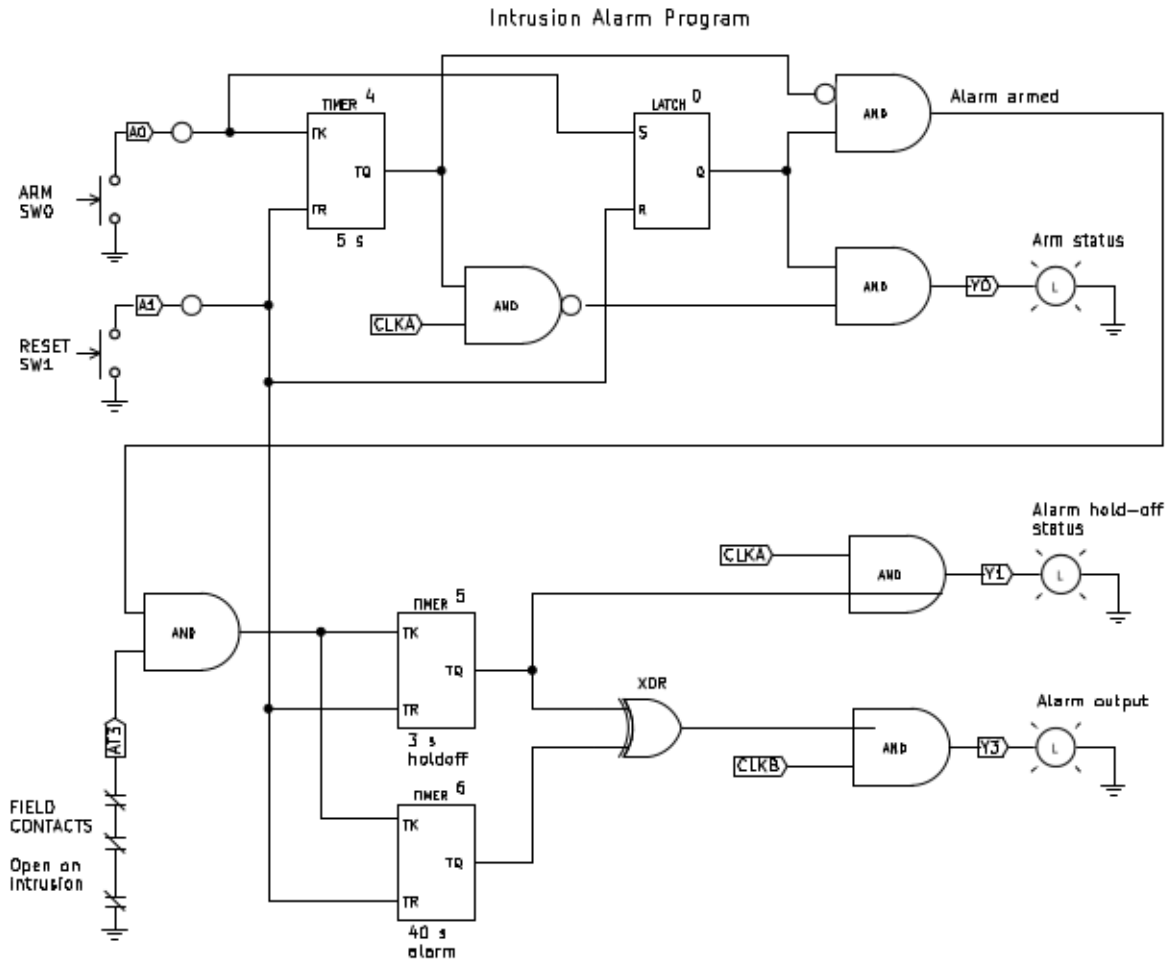 Intrusion Alarm Program
TIMER 4
LATCH 0
AND
Alarm armed
A0
TK
S
TQ
Q
ARM
SW0
TR
R
5 s
Arm status
AND
Y0
L
A1
AND
CLKA
RESET
SW1
Alarm hold-off
status
CLKA
AND
Y1
L
TIMER 5
AND
TK
TQ
XOR
TR
Alarm output
AT3
3 s
holdoff
AND
Y3
L
CLKB
TIMER 6
FIELD
CONTACTS
TK
TQ
Open on
intrusion
TR
40 s
alarm